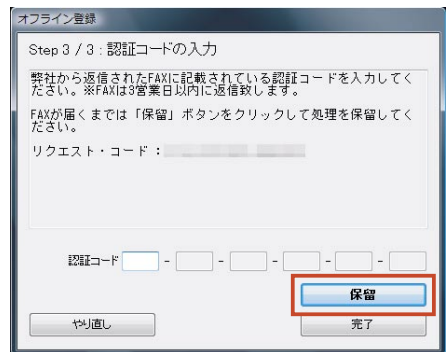 オフライン登録
Step 3 / 3 : 認証コードの入力
弊社から返信されたFAXに記載されている認証コードを入力してく
ださい。※FAXは3営業日以内に返信致します。
FAXが届くまでは「保留」ボタンをクリックして処理を保留してく
ださい。
リクエスト・コード :
認証コード - - - - -
保留
やり直し 完了